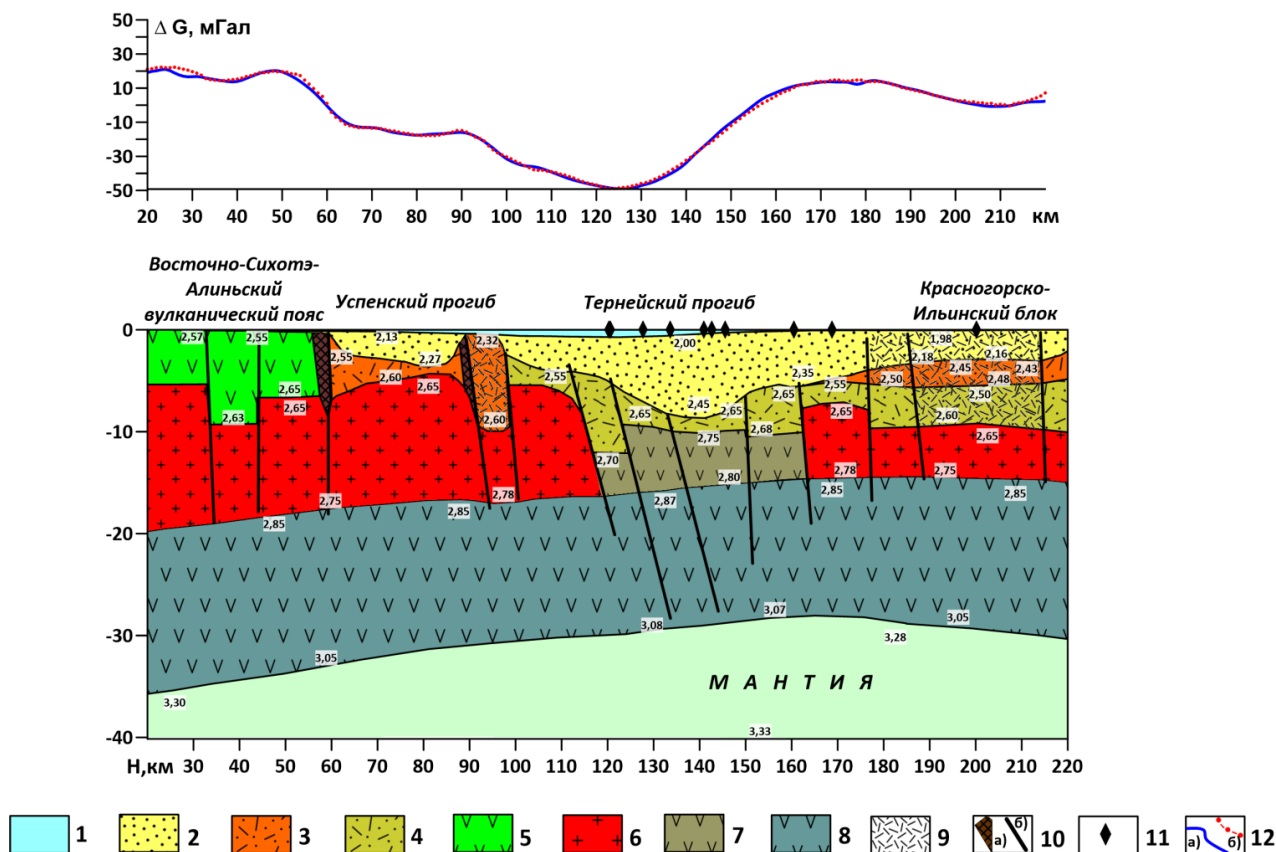 50
Δ G, мГал
30
10
-10
-30
-50
20 30 40 50 60 70 80 90 100 110 120 130 140 150 160 170 180 190 200 210 км
Восточно-Сихотэ-
Алиньский
вулканический пояс
Успенский прогиб
Тернейский прогиб
Красногорско-
Ильинский блок
0
2,57 2,55 2,13 2,32 2,00 1,98
2,55 2,27 2,18 2,16
2,60 2,65 2,55 2,35 2,55 2,50 2,45 2,48 2,43
2,65 2,65 2,63 2,60 2,65 2,45 2,65 2,65 2,65 2,60 2,50
-10
2,70 2,75 2,68 2,65
2,75 2,78 2,80 2,78 2,75
2,85 2,85 2,87 2,85 2,85
-20
-30
3,05 3,08 3,07 3,28 3,05
МАНТИЯ
3,30
3,33
-40
H,км 30 40 50 60 70 80 90 100 110 120 130 140 150 160 170 180 190 200 210 220
1 2 3 4 5 6 7 8 9 а) б) 10 11 а) б) 12